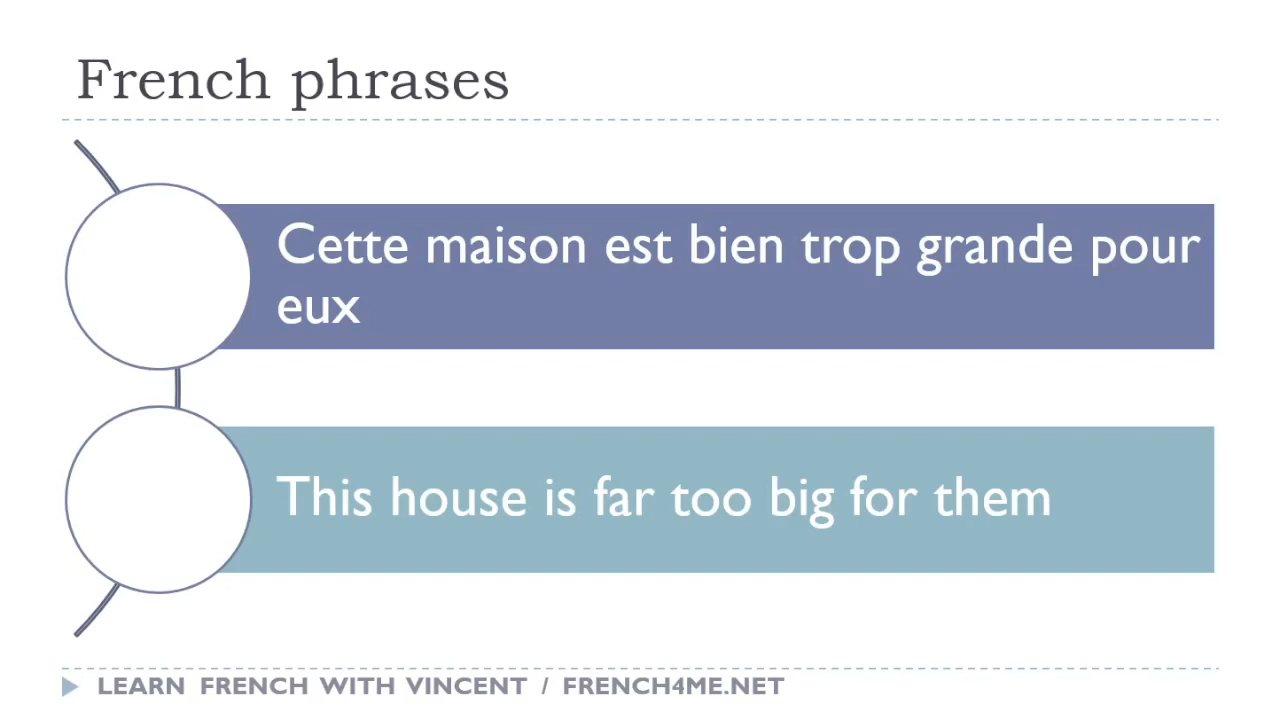 French phrases
Cette maison est bien trop grande pour
eux
This house is far too big for them
LEARN FRENCH WITH VINCENT / FRENCH4ME.NET